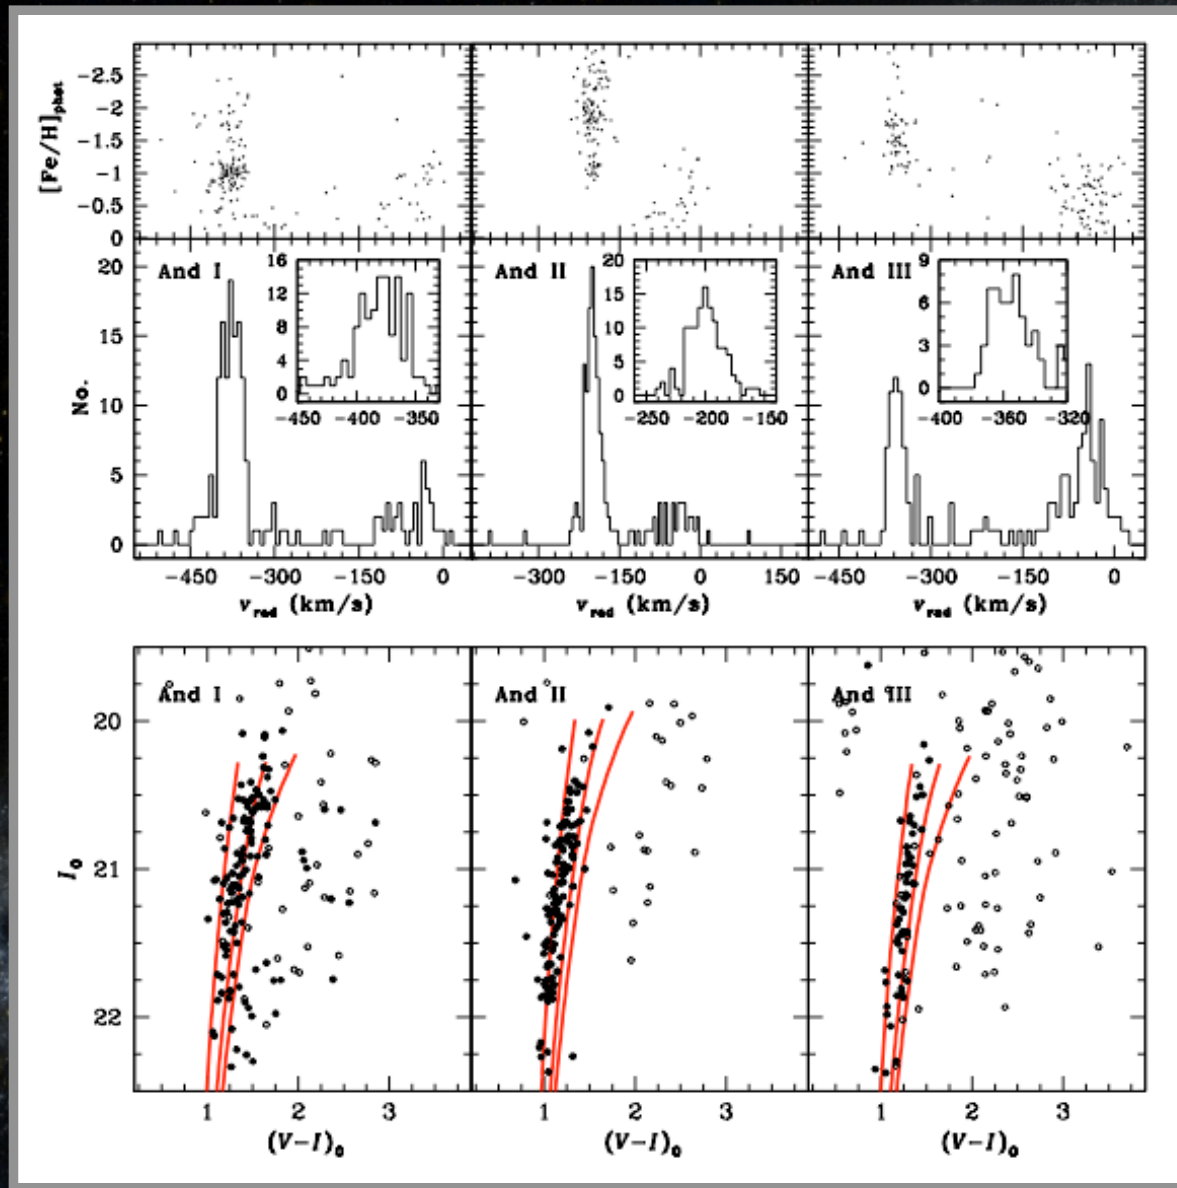 [Fe/H]phot
−2.5
−2
−1.5
−1
−0.5
0
No.
20
15
10
5
0
And I
16
12
8
4
0
−450 −400 −350
And II
20
15
10
5
0
−250 −200 −150
And III
9
6
3
0
−400 −350 −320
−450 −300 −150 0
−300 −150 0 150
−450 −300 −150 0
vrad (km/s)
vrad (km/s)
vrad (km/s)
I0
20
21
22
And I
And II
And III
1 2 3
1 2 3
1 2 3
(V−I)0
(V−I)0
(V−I)0